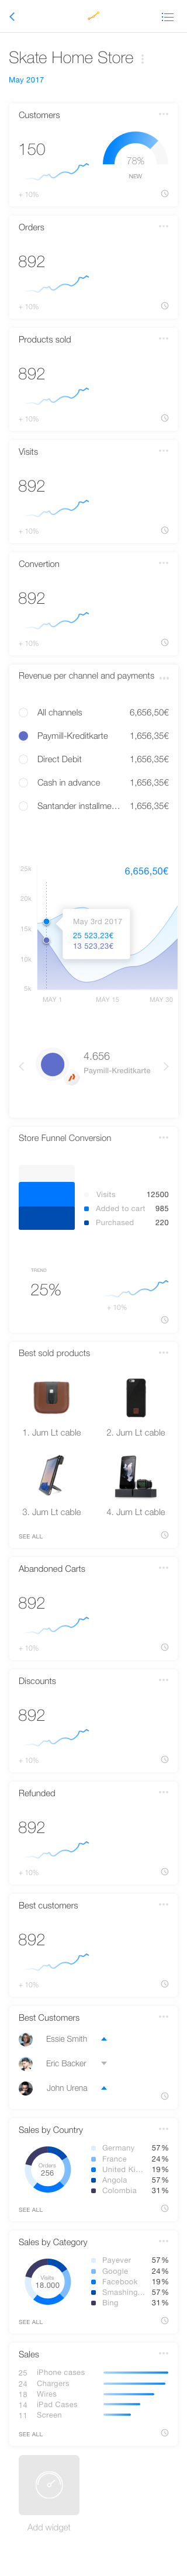 Skate Home Store
May 2017
Customers
150
78%
NEW
+ 10%
Orders
892
+ 10%
Products sold
892
+ 10%
Visits
892
+ 10%
Convertion
892
+ 10%
Revenue per channel and payments
All channels 6,656,50€
Paymill-Kreditkarte 1,656,35€
Direct Debit 1,656,35€
Cash in advance 1,656,35€
Santander installme... 1,656,35€
25k 6,656,50€
20k
May 3rd 2017
15k 25 523,23€
13 523,23€
10k
5k
MAY 1 MAY 15 MAY 30
4.656
Paymill-Kreditkarte
Store Funnel Conversion
Visits 12500
Added to cart 985
Purchased 220
TREND
25%
+ 10%
Best sold products
1. Jum Lt cable 2. Jum Lt cable
3. Jum Lt cable 4. Jum Lt cable
SEE ALL
Abandoned Carts
892
+ 10%
Discounts
892
+ 10%
Refunded
892
+ 10%
Best customers
892
+ 10%
Best Customers
Essie Smith
Eric Backer
John Urena
Sales by Country
Orders
256
Germany 57%
France 24%
United Ki... 19%
Angola 57%
Colombia 31%
SEE ALL
Sales by Category
Visits
18.000
Payever 57%
Google 24%
Facebook 19%
Smashing... 57%
Bing 31%
SEE ALL
Sales
25 iPhone cases
24 Chargers
18 Wires
14 iPad Cases
11 Screen
SEE ALL
Add widget